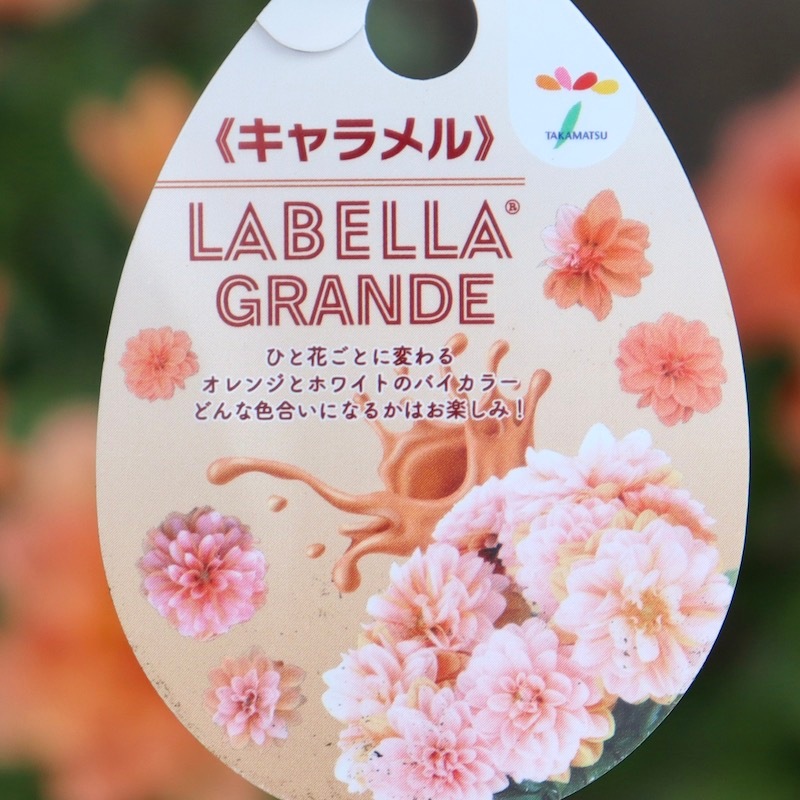 TAKAMATSU
《キャラメル》
LABELLA®
GRANDE
ひと花ごとに変わる
オレンジとホワイトのバイカラー
どんな色合いになるかはお楽しみ！